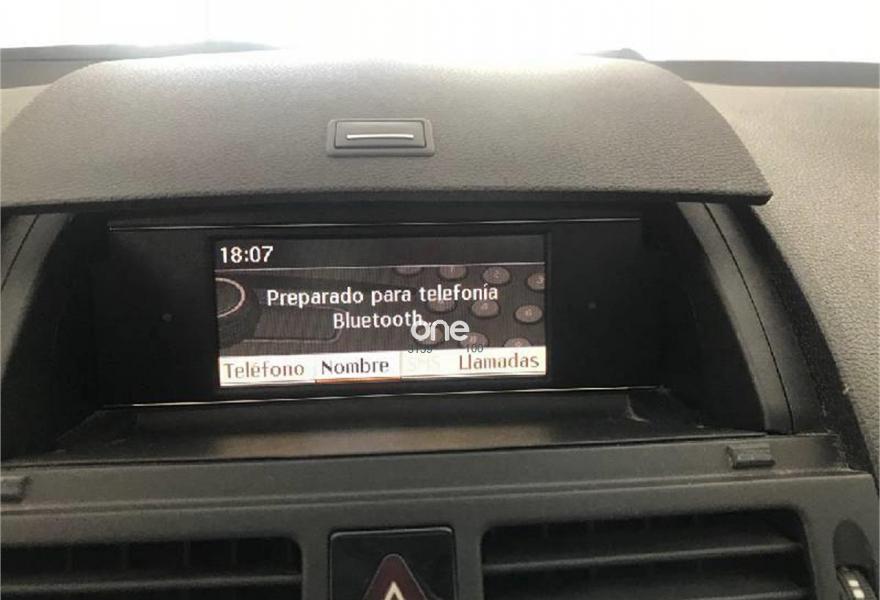 18:07
Preparado para telefonía
Bluetooth
one
Teléfono Nombre SMS Llamadas